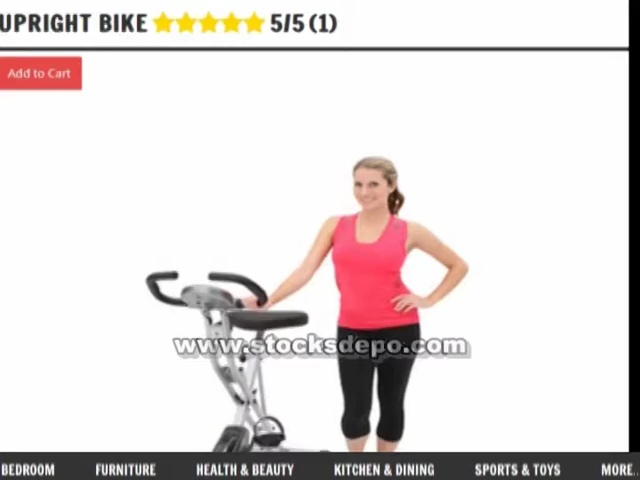 UPRIGHT BIKE ★★★★★ 5/5 (1)
Add to Cart
www.stocksdepo.com
BEDROOM FURNITURE HEALTH & BEAUTY KITCHEN & DINING SPORTS & TOYS MORE..